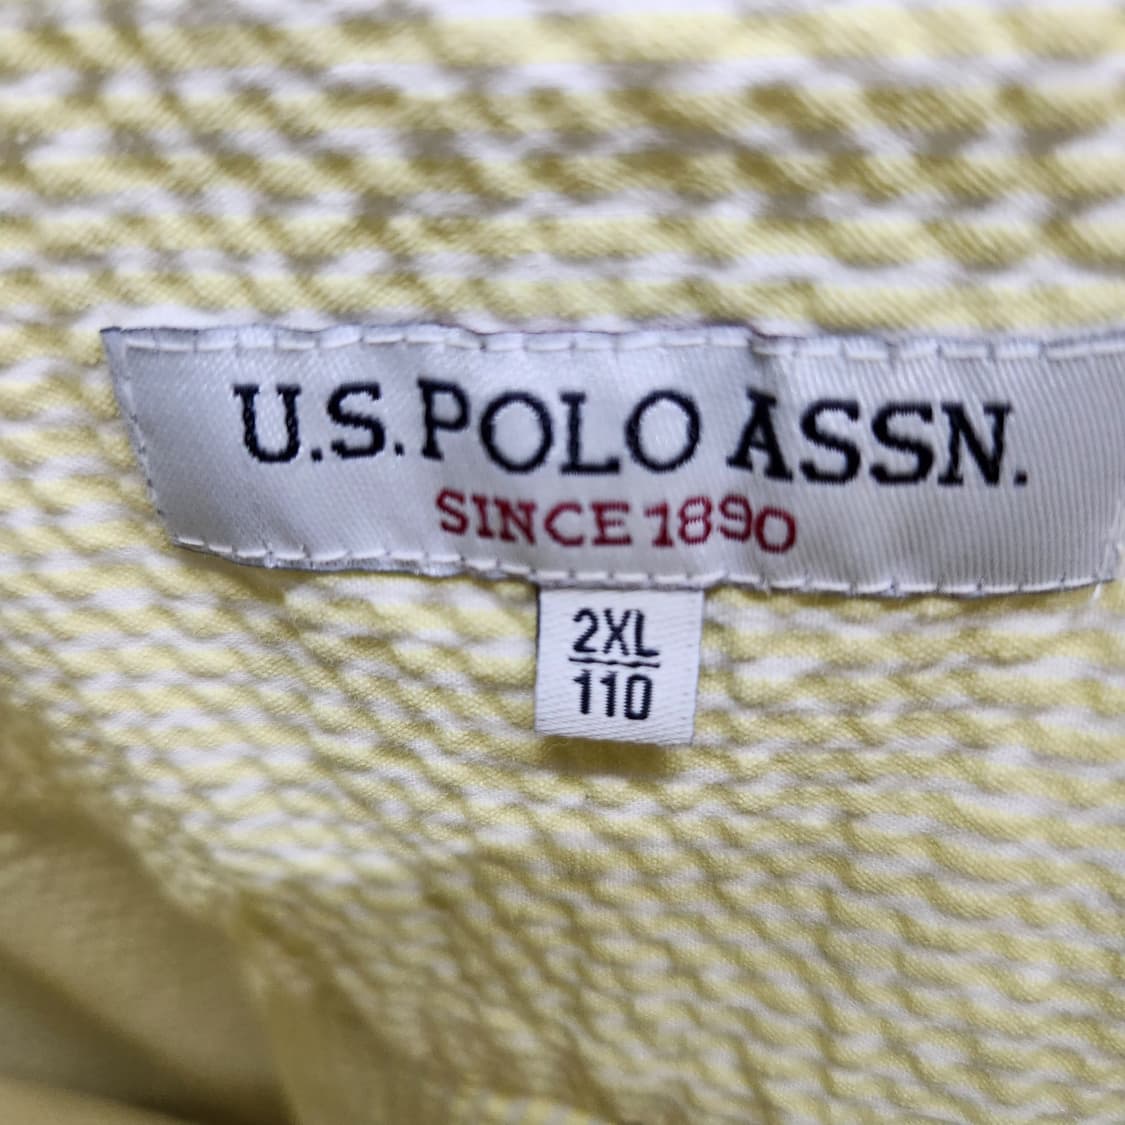 U.S. POLO ASSN.
SINCE 1890
2XL
110